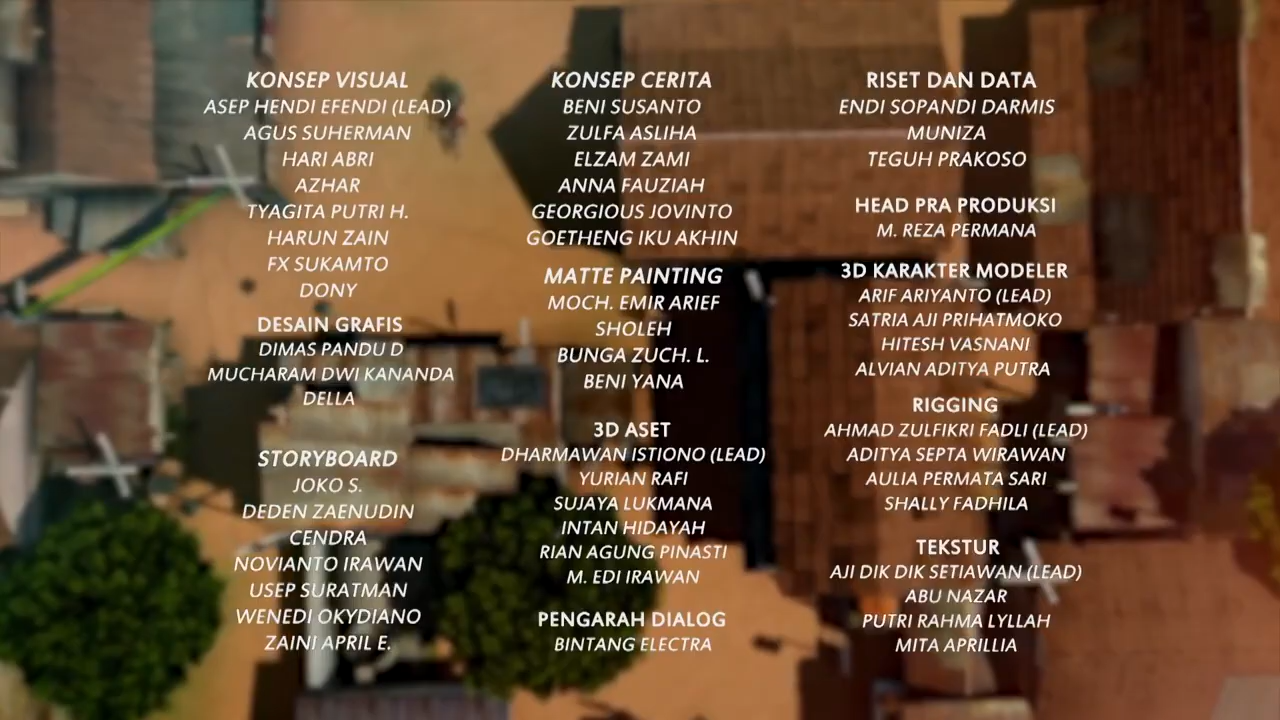 KONSEP VISUAL
ASEP HENDI EFENDI (LEAD)
AGUS SUHERMAN
HARI ABRI
AZHAR
TYAGITA PUTRI H.
HARUN ZAIN
FX SUKAMTO
DONY
DESAIN GRAFIS
DIMAS PANDU D
MUCHARAM DWI KANANDA
DELLA
STORYBOARD
JOKO S.
DEDEN ZAENUDIN
CENDRA
NOVIANTO IRAWAN
USEP SURATMAN
WENEDI OKYDIANO
ZAINI APRIL E.
KONSEP CERITA
BENI SUSANTO
ZULFA ASLIHA
ELZAM ZAMI
ANNA FAUZIAH
GEORGIOUS JOVINTO
GOETHENG IKU AKHIN
MATTE PAINTING
MOCH. EMIR ARIEF
SHOLEH
BUNGA ZUCH. L.
BENI YANA
3D ASET
DHARMAWAN ISTIONO (LEAD)
YURIAN RAFI
SUJAYA LUKMANA
INTAN HIDAYAH
RIAN AGUNG PINASTI
M. EDI IRAWAN
PENGARAH DIALOG
BINTANG ELECTRA
RISET DAN DATA
ENDI SOPANDI DARMIS
MUNIZA
TEGUH PRAKOSO
HEAD PRA PRODUKSI
M. REZA PERMANA
3D KARAKTER MODELER
ARIF ARIYANTO (LEAD)
SATRIA AJI PRIHATMOKO
HITESH VASNANI
ALVIAN ADITYA PUTRA
RIGGING
AHMAD ZULFIKRI FADLI (LEAD)
ADITYA SEPTA WIRAWAN
AULIA PERMATA SARI
SHALLY FADHILA
TEKSTUR
AJI DIK DIK SETIAWAN (LEAD)
ABU NAZAR
PUTRI RAHMA LYLLAH
MITA APRILLIA